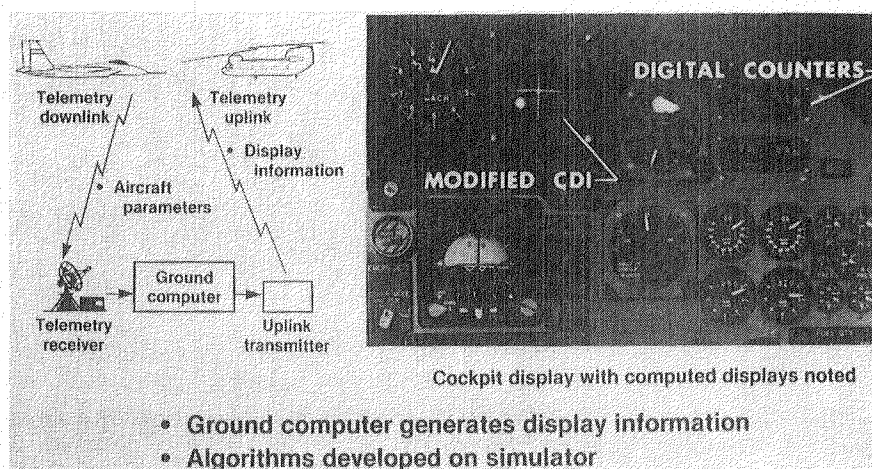 Telemetry
downlink
Telemetry
uplink
• Display
information
• Aircraft
parameters
Ground
computer
Telemetry
receiver
Uplink
transmitter
DIGITAL COUNTERS
MODIFIED CDI
Cockpit display with computed displays noted
• Ground computer generates display information
• Algorithms developed on simulator